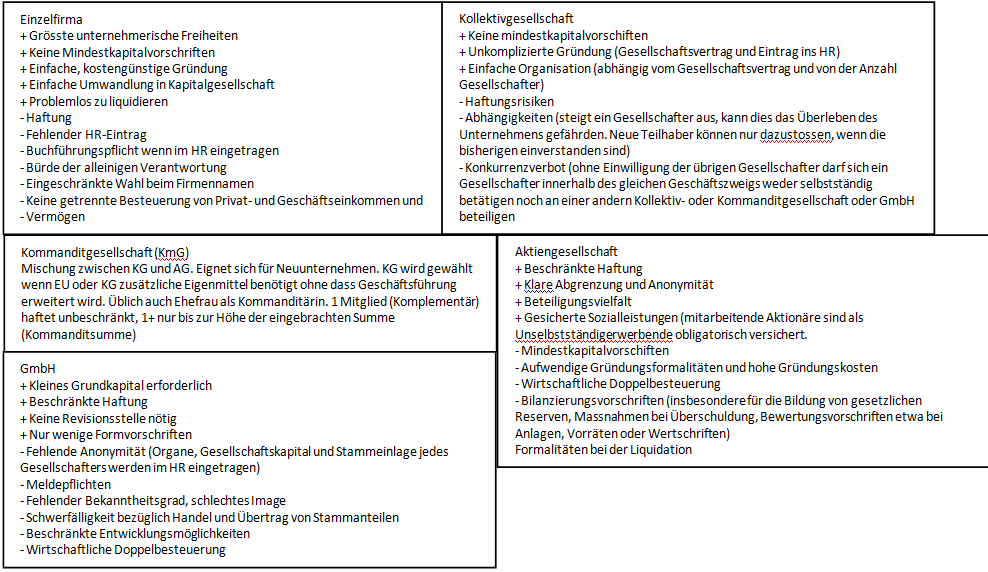 Einzelfirma
+ Grösste unternehmerische Freiheiten
+ Keine Mindestkapitalvorschriften
+ Einfache, kostengünstige Gründung
+ Einfache Umwandlung in Kapitalgesellschaft
+ Problemlos zu liquidieren
- Haftung
- Fehlender HR-Eintrag
- Buchführungspflicht wenn im HR eingetragen
- Bürde der alleinigen Verantwortung
- Eingeschränkte Wahl beim Firmennamen
- Keine getrennte Besteuerung von Privat- und Geschäftseinkommen und
- Vermögen
Kollektivgesellschaft
+ Keine mindestkapitalvorschiften
+ Unkomplizierte Gründung (Gesellschaftsvertrag und Eintrag ins HR)
+ Einfache Organisation (abhängig vom Gesellschaftsvertrag und von der Anzahl
Gesellschafter)
- Haftungsrisiken
- Abhängigkeiten (steigt ein Gesellschafter aus, kann dies das Überleben des
Unternehmens gefährden. Neue Teilhaber können nur dazustossen, wenn die
bisherigen einverstanden sind)
- Konkurrenzverbot (ohne Einwilligung der übrigen Gesellschafter darf sich ein
Gesellschafter innerhalb des gleichen Geschäftszweigs weder selbstständig
betätigen noch an einer andern Kollektiv- oder Kommanditgesellschaft oder GmbH
beteiligen
Kommanditgesellschaft (KmG)
Mischung zwischen KG und AG. Eignet sich für Neuunternehmen. KG wird gewählt
wenn EU oder KG zusätzliche Eigenmittel benötigt ohne dass Geschäftsführung
erweitert wird. Üblich auch Ehefrau als Kommanditärin. 1 Mitglied (Komplementär)
haftet unbeschränkt, 1+ nur bis zur Höhe der eingebrachten Summe
(Kommanditsumme)
Aktiengesellschaft
+ Beschränkte Haftung
+ Klare Abgrenzung und Anonymität
+ Beteiligungsvielfalt
+ Gesicherte Sozialleistungen (mitarbeitende Aktionäre sind als
Unselbstständigerwerbende obligatorisch versichert.
- Mindestkapitalvorschiften
- Aufwendige Gründungsformalitäten und hohe Gründungskosten
- Wirtschaftliche Doppelbesteuerung
- Bilanzierungsvorschriften (insbesondere für die Bildung von gesetzlichen
Reserven, Massnahmen bei Überschuldung, Bewertungsvorschriften etwa bei
Anlagen, Vorräten oder Wertschriften)
Formalitäten bei der Liquidation
GmbH
+ Kleines Grundkapital erforderlich
+ Beschränkte Haftung
+ Keine Revisionsstelle nötig
+ Nur wenige Formvorschriften
- Fehlende Anonymität (Organe, Gesellschaftskapital und Stammeinlage jedes
Gesellschafters werden im HR eingetragen)
- Meldepflichten
- Fehlender Bekanntheitsgrad, schlechtes Image
- Schwerfälligkeit bezüglich Handel und Übertrag von Stammanteilen
- Beschränkte Entwicklungsmöglichkeiten
- Wirtschaftliche Doppelbesteuerung